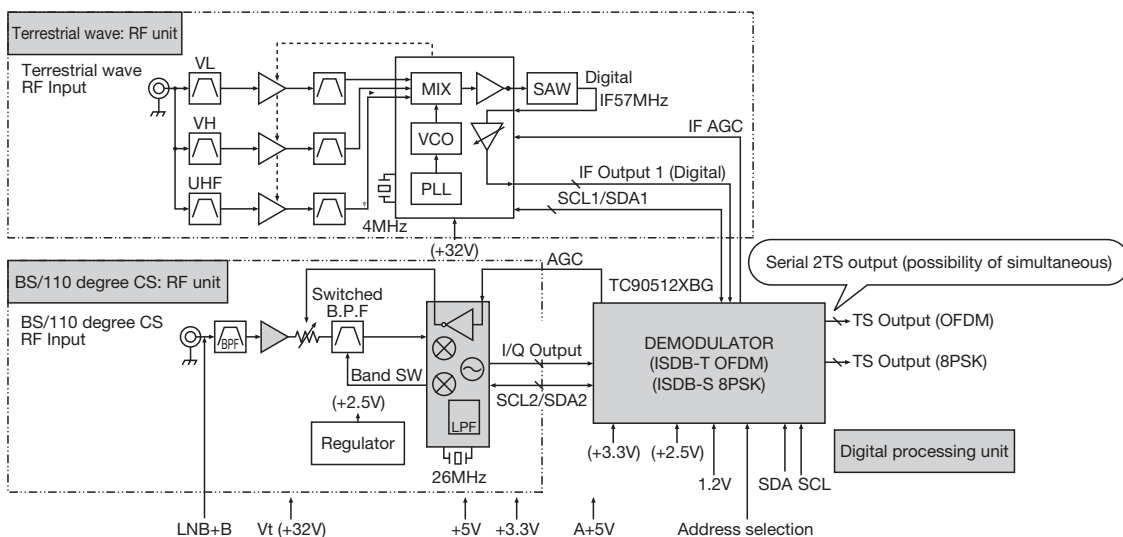 Terrestrial wave: RF unit
Terrestrial wave
RF Input
VL
VH
UHF
MIX
VCO
PLL
4MHz
SAW
Digital
IF57MHz
IF AGC
IF Output 1 (Digital)
SCL1/SDA1
(+32V)
BS/110 degree CS: RF unit
BS/110 degree CS
RF Input
BPF
Switched
B.P.F
Band SW
(+2.5V)
Regulator
LPF
26MHz
AGC
I/Q Output
SCL2/SDA2
TC90512XBG
Serial 2TS output (possibility of simultaneous)
DEMODULATOR
(ISDB-T OFDM)
(ISDB-S 8PSK)
TS Output (OFDM)
TS Output (8PSK)
Digital processing unit
(+3.3V)
(+2.5V)
1.2V
SDA
SCL
LNB+B
Vt (+32V)
+5V
+3.3V
A+5V
Address selection